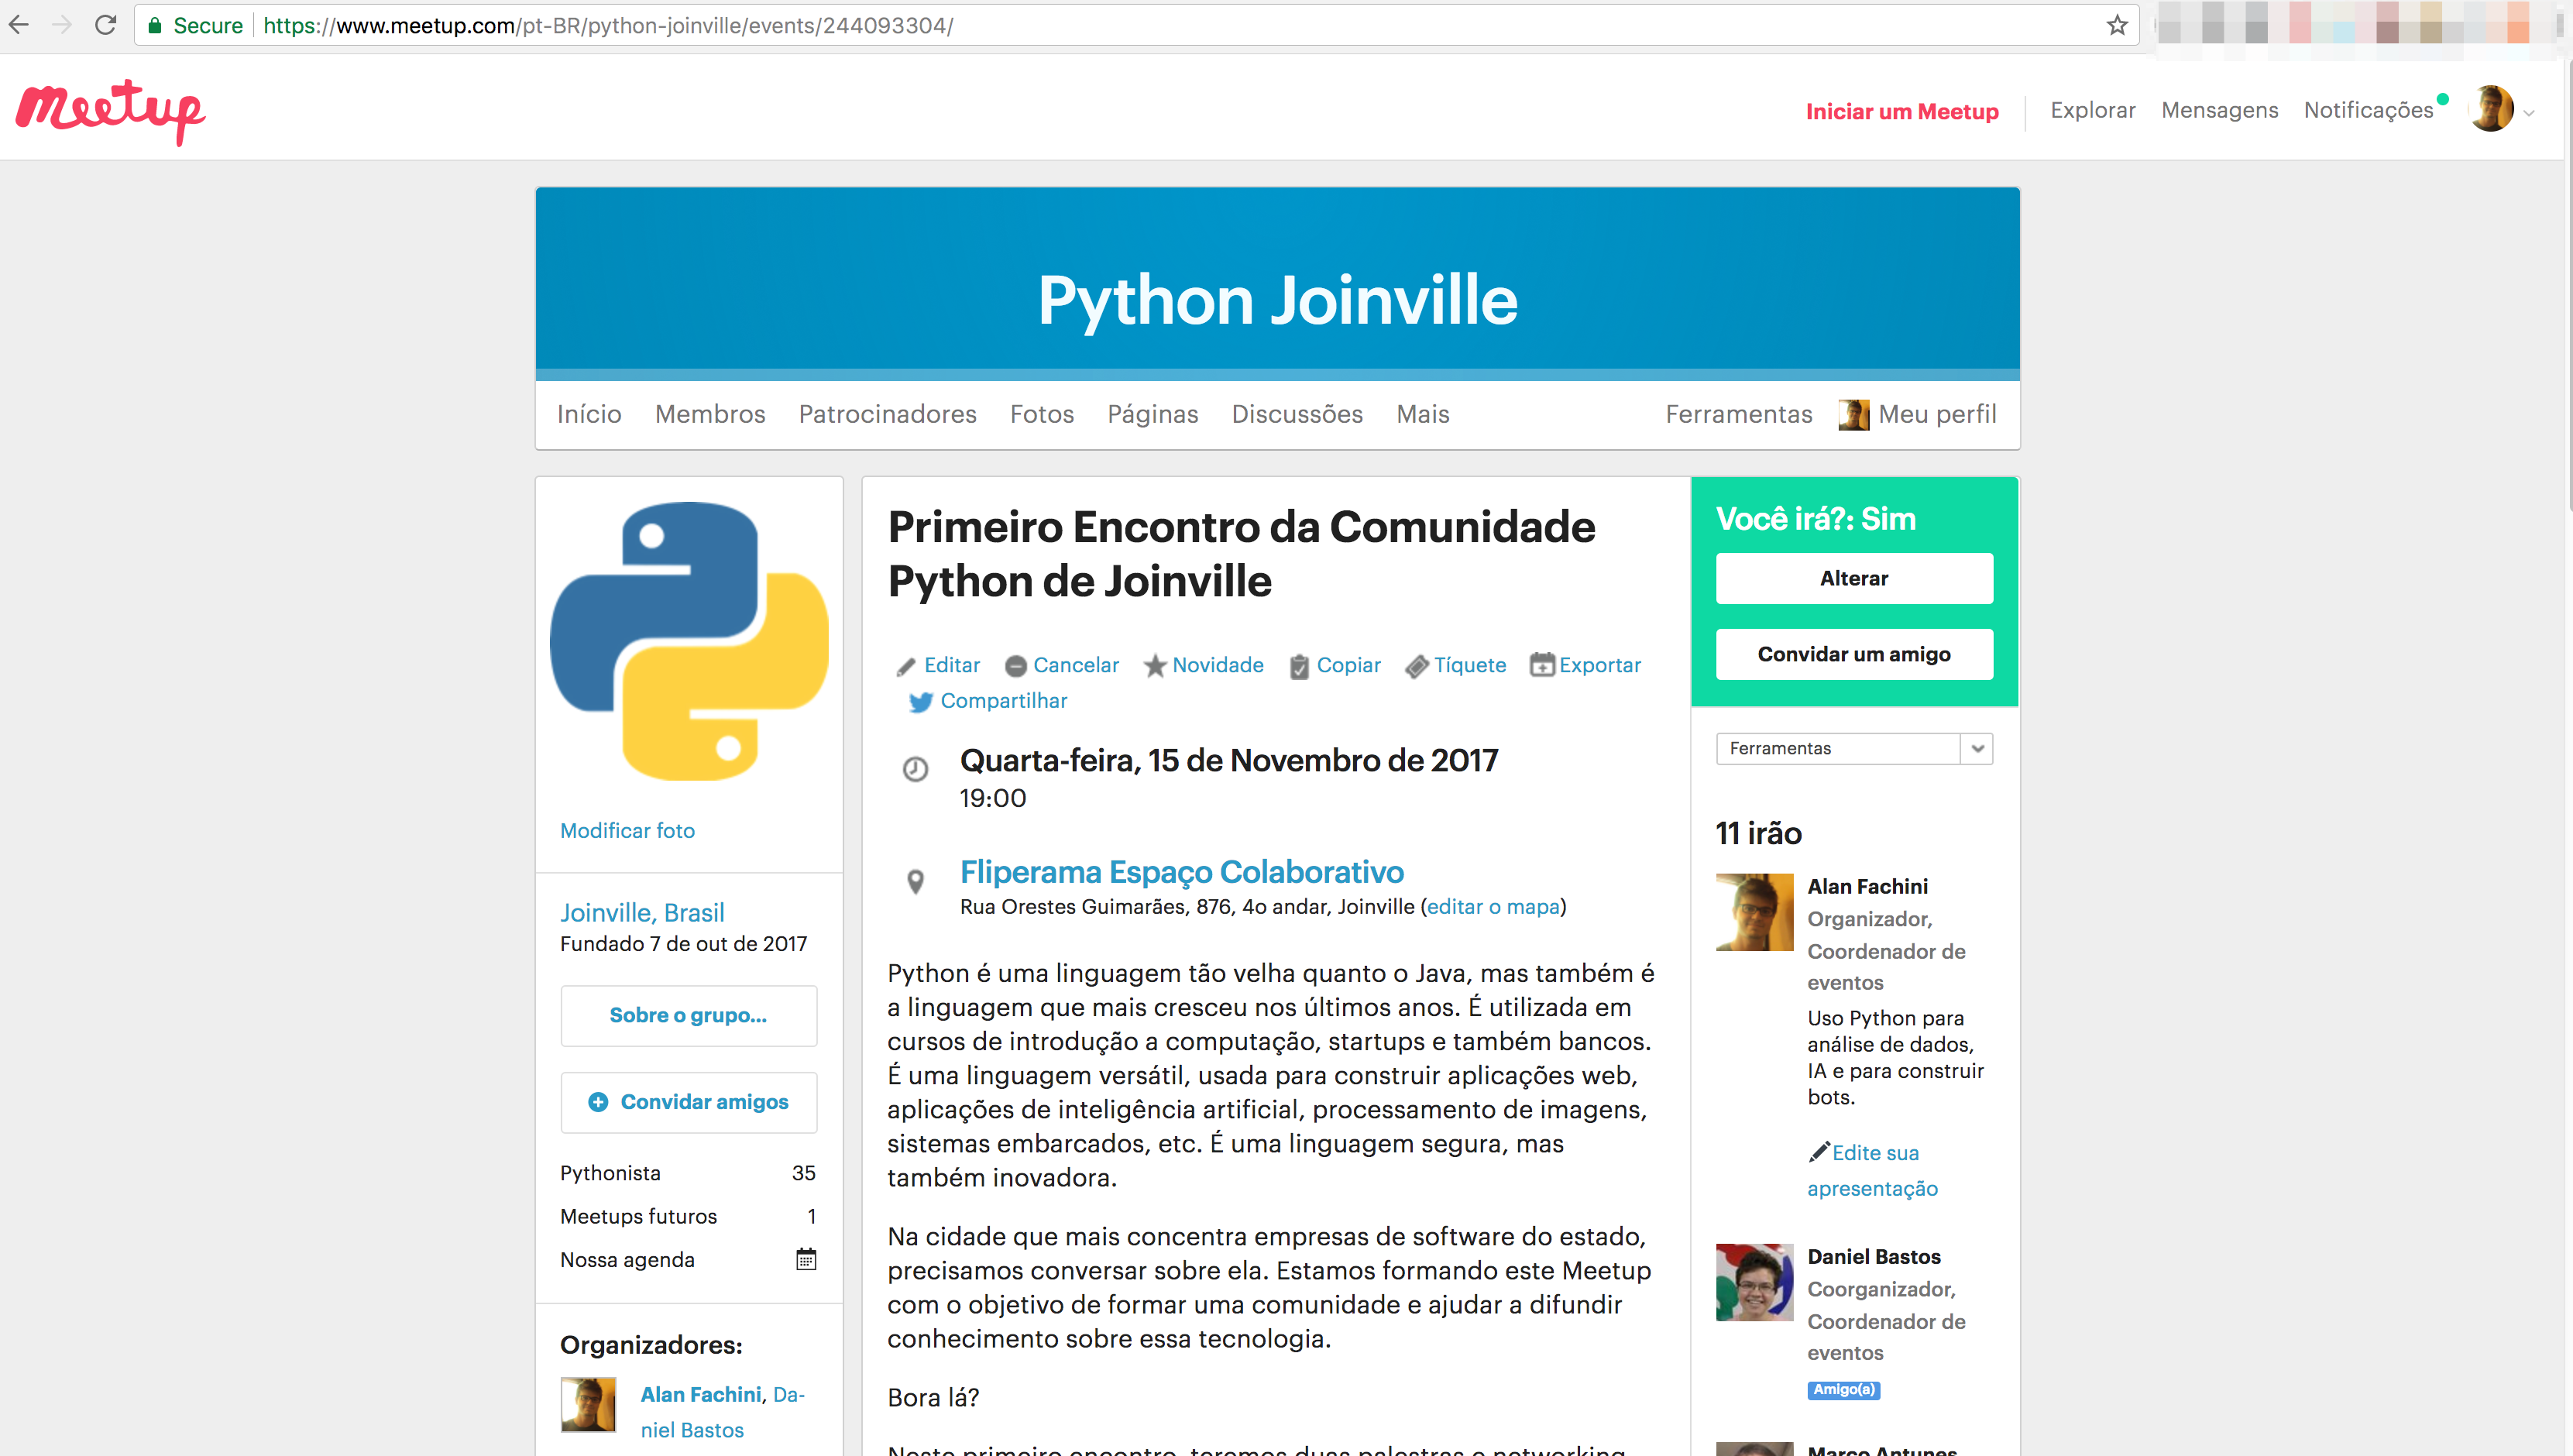 Secure https://www.meetup.com/pt-BR/python-joinville/events/244093304/
Meetup
Iniciar um Meetup
Explorar
Mensagens
Notificações
Python Joinville
Início
Membros
Patrocinadores
Fotos
Páginas
Discussões
Mais
Ferramentas
Meu perfil
Modificar foto
Joinville, Brasil
Fundado 7 de out de 2017
Sobre o grupo...
Convidar amigos
Pythonista 35
Meetups futuros 1
Nossa agenda
Organizadores:
Alan Fachini, Da-
niel Bastos
Primeiro Encontro da Comunidade
Python de Joinville
Editar
Cancelar
Novidade
Copiar
Tíquete
Exportar
Compartilhar
Quarta-feira, 15 de Novembro de 2017
19:00
Fliperama Espaço Colaborativo
Rua Orestes Guimarães, 876, 4o andar, Joinville (editar o mapa)
Python é uma linguagem tão velha quanto o Java, mas também é
a linguagem que mais cresceu nos últimos anos. É utilizada em
cursos de introdução a computação, startups e também bancos.
É uma linguagem versátil, usada para construir aplicações web,
aplicações de inteligência artificial, processamento de imagens,
sistemas embarcados, etc. É uma linguagem segura, mas
também inovadora.
Na cidade que mais concentra empresas de software do estado,
precisamos conversar sobre ela. Estamos formando este Meetup
com o objetivo de formar uma comunidade e ajudar a difundir
conhecimento sobre essa tecnologia.
Bora lá?
Neste primeiro encontro, teremos duas palestras e networking
Você irá?: Sim
Alterar
Convidar um amigo
Ferramentas
11 irão
Alan Fachini
Organizador,
Coordenador de
eventos
Uso Python para
análise de dados,
IA e para construir
bots.
Edite sua
apresentação
Daniel Bastos
Coorganizador,
Coordenador de
eventos
Amigo(a)
Marco Antunes